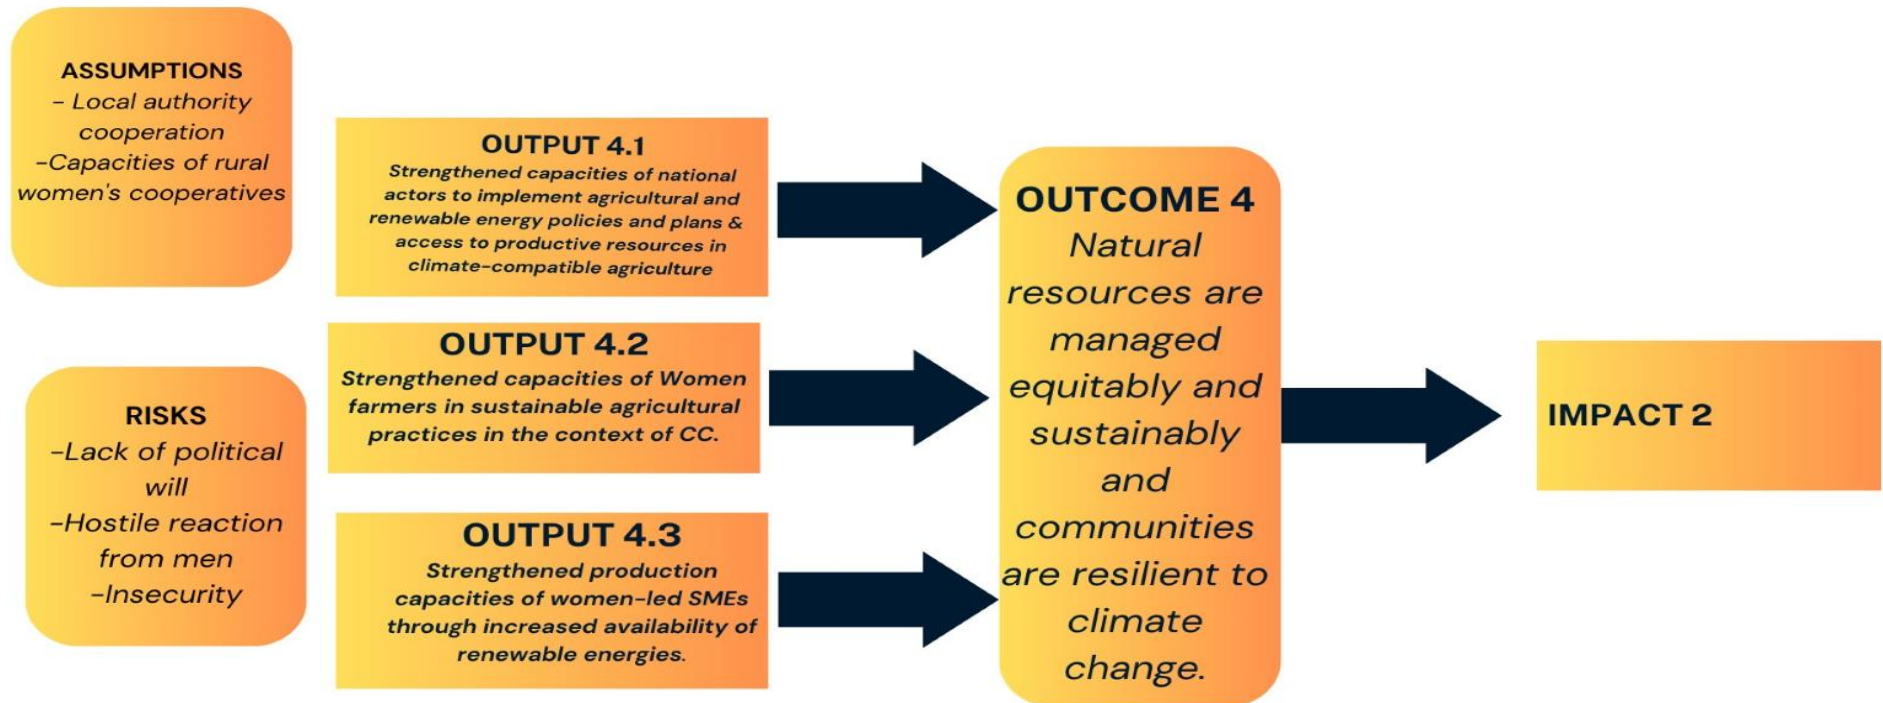 ASSUMPTIONS
- Local authority
cooperation
-Capacities of rural
women's cooperatives
RISKS
-Lack of political
will
-Hostile reaction
from men
-Insecurity
OUTPUT 4.1
Strengthened capacities of national
actors to implement agricultural and
renewable energy policies and plans &
access to productive resources in
climate-compatible agriculture
OUTPUT 4.2
Strengthened capacities of Women
farmers in sustainable agricultural
practices in the context of CC.
OUTPUT 4.3
Strengthened production
capacities of women-led SMEs
through increased availability of
renewable energies.
OUTCOME 4
Natural
resources are
managed
equitably and
sustainably
and
communities
are resilient to
climate
change.
IMPACT 2